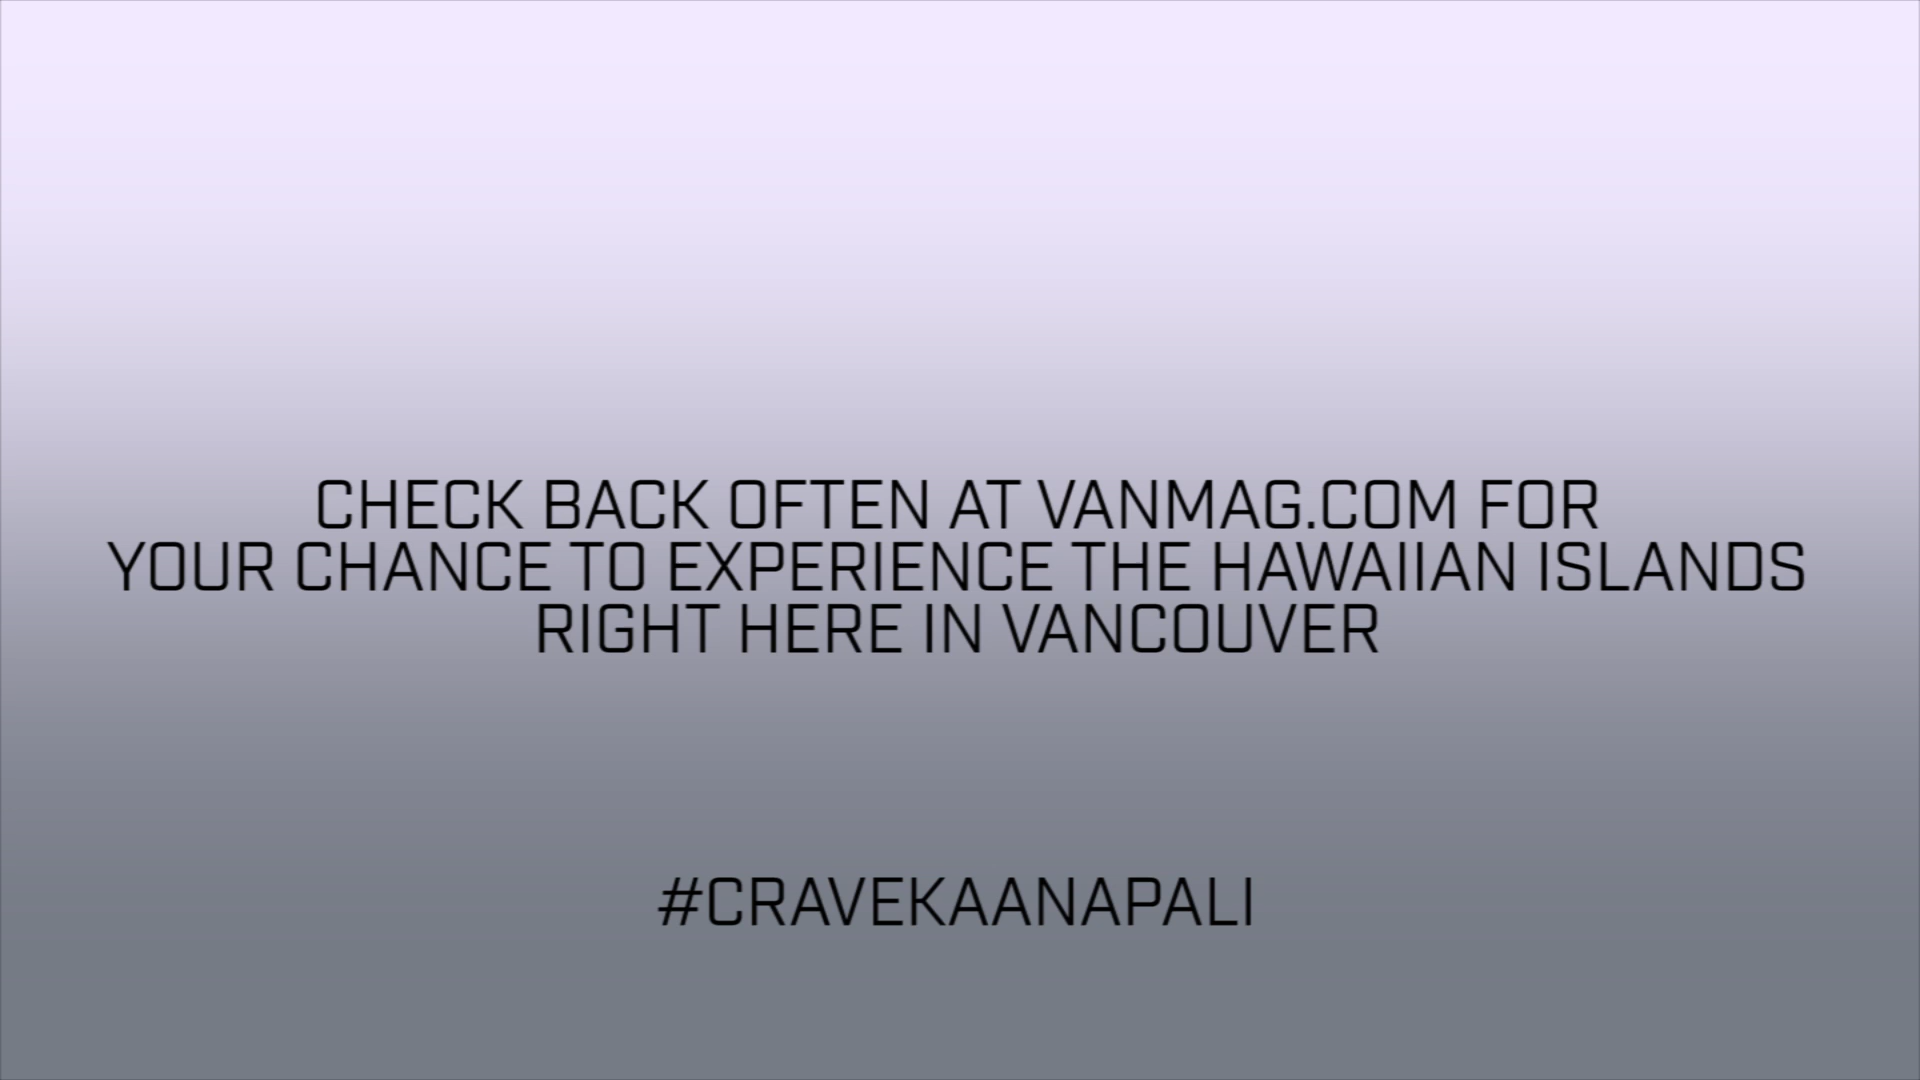 CHECK BACK OFTEN AT VANMAG.COM FOR
YOUR CHANCE TO EXPERIENCE THE HAWAIIAN ISLANDS
RIGHT HERE IN VANCOUVER
#CRAVEKAANAPALI